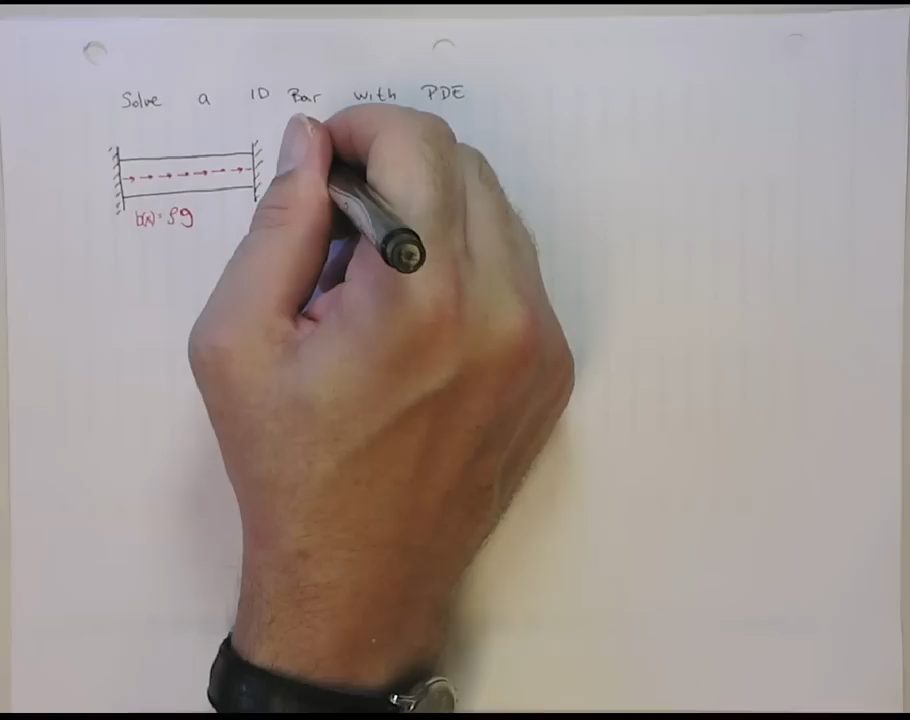 Solve a 1D Bar with PDE
b(x) = ρg